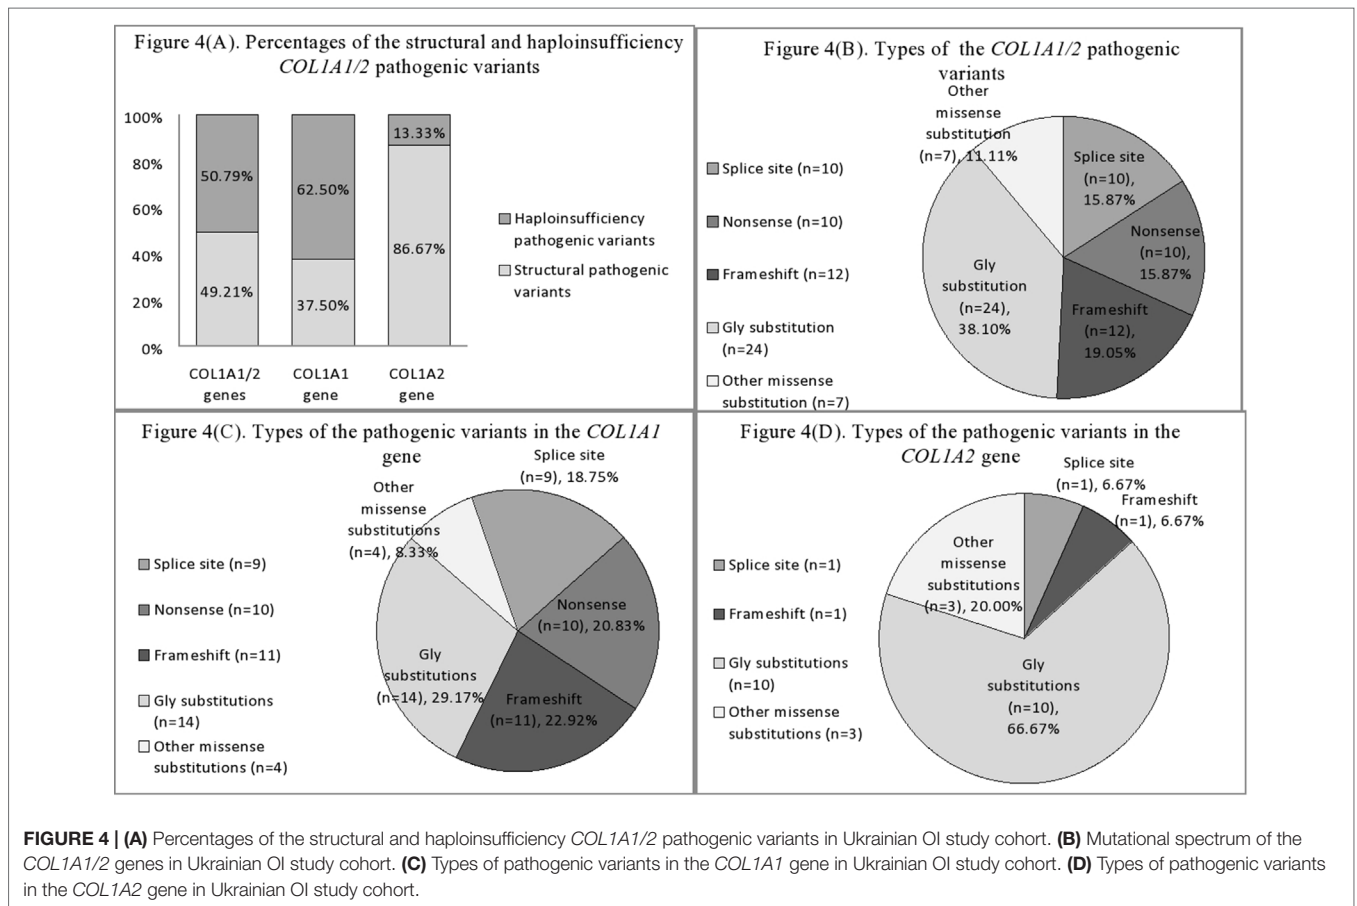 Figure 4(A). Percentages of the structural and haploinsufficiency
COL1A1/2 pathogenic variants
100%
80%
60%
40%
20%
0%
50.79%
49.21%
62.50%
37.50%
13.33%
86.67%
COL1A1/2
genes
COL1A1
gene
COL1A2
gene
Haploinsufficiency
pathogenic variants
Structural pathogenic
variants
Figure 4(B). Types of the COL1A1/2 pathogenic
variants
Splice site (n=10)
Nonsense (n=10)
Frameshift (n=12)
Gly substitution
(n=24)
Other missense
substitution (n=7)
Other
missense
substitution
(n=7), 11.11%
Splice site
(n=10),
15.87%
Nonsense
(n=10),
15.87%
Frameshift
(n=12),
19.05%
Gly
substitution
(n=24),
38.10%
Figure 4(C). Types of the pathogenic variants in the COL1A1
gene
Splice site (n=9)
Nonsense (n=10)
Frameshift (n=11)
Gly substitutions
(n=14)
Other missense
substitutions (n=4)
Splice site
(n=9), 18.75%
Other
missense
substitutions
(n=4), 8.33%
Nonsense
(n=10), 20.83%
Gly
substitutions
(n=14), 29.17%
Frameshift
(n=11), 22.92%
Figure 4(D). Types of the pathogenic variants in the
COL1A2 gene
Splice site (n=1)
Frameshift (n=1)
Gly substitutions
(n=10)
Other missense
substitutions (n=3)
Splice site
(n=1), 6.67%
Frameshift
(n=1), 6.67%
Other
missense
substitutions
(n=3), 20.00%
Gly
substitutions
(n=10),
66.67%
FIGURE 4 | (A) Percentages of the structural and haploinsufficiency COL1A1/2 pathogenic variants in Ukrainian OI study cohort. (B) Mutational spectrum of the
COL1A1/2 genes in Ukrainian OI study cohort. (C) Types of pathogenic variants in the COL1A1 gene in Ukrainian OI study cohort. (D) Types of pathogenic variants
in the COL1A2 gene in Ukrainian OI study cohort.